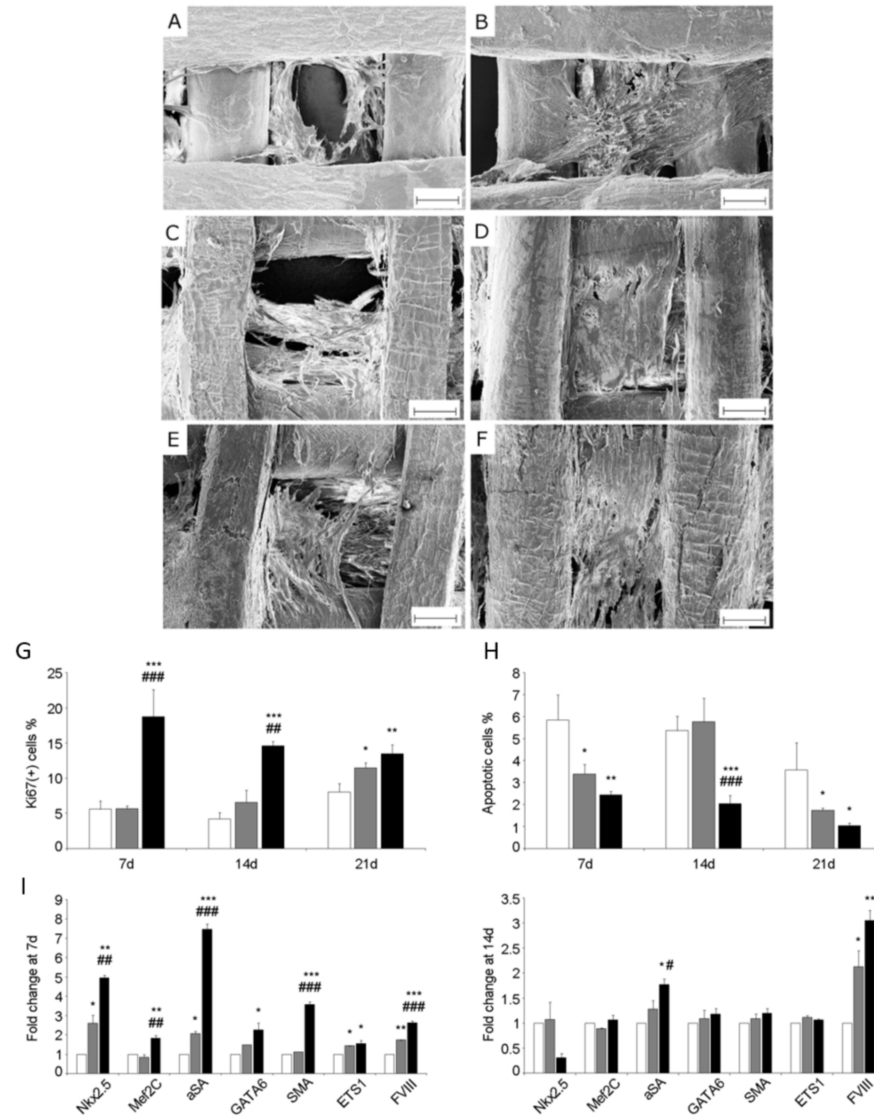 A
B
C
D
E
F
G
H
Ki67(+) cells %
25
20
15
10
5
0
***
###
***
##
*
**
7d
14d
21d
Apoptotic cells %
8
7
6
5
4
3
2
1
0
*
**
***
###
*
*
7d
14d
21d
I
Fold change at 7d
9
8
7
6
5
4
3
2
1
0
*
**
##
**
##
*
***
###
*
***
###
*
*
**
***
###
Nkx2.5
Mef2C
aSA
GATA6
SMA
ETS1
FVIII
Fold change at 14d
3.5
3
2.5
2
1.5
1
0.5
0
* #
*
**
Nkx2.5
Mef2C
aSA
GATA6
SMA
ETS1
FVIII